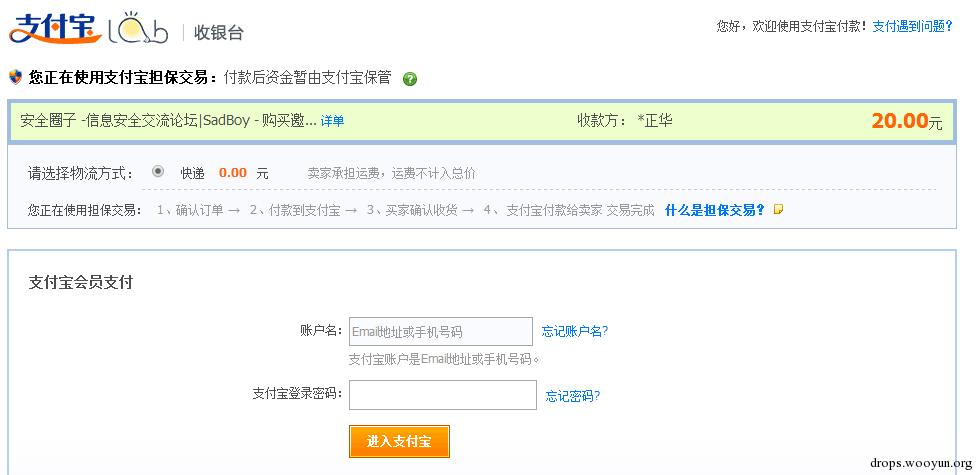 支付宝 Lab 收银台 您好，欢迎使用支付宝付款！ 支付遇到问题？
您正在使用支付宝担保交易：付款后资金暂由支付宝保管 ?
安全圈子 -信息安全交流论坛|SadBoy - 购买邀... 详单 收款方： *正华 20.00元
请选择物流方式： 快递 0.00 元 卖家承担运费，运费不计入总价
您正在使用担保交易： 1、确认订单 → 2、付款到支付宝 → 3、买家确认收货 → 4、 支付宝付款给卖家 交易完成 什么是担保交易？
支付宝会员支付
账户名： Email地址或手机号码 忘记账户名?
支付宝账户是Email地址或手机号码。
支付宝登录密码： 忘记密码?
进入支付宝
drops.wooyun.org